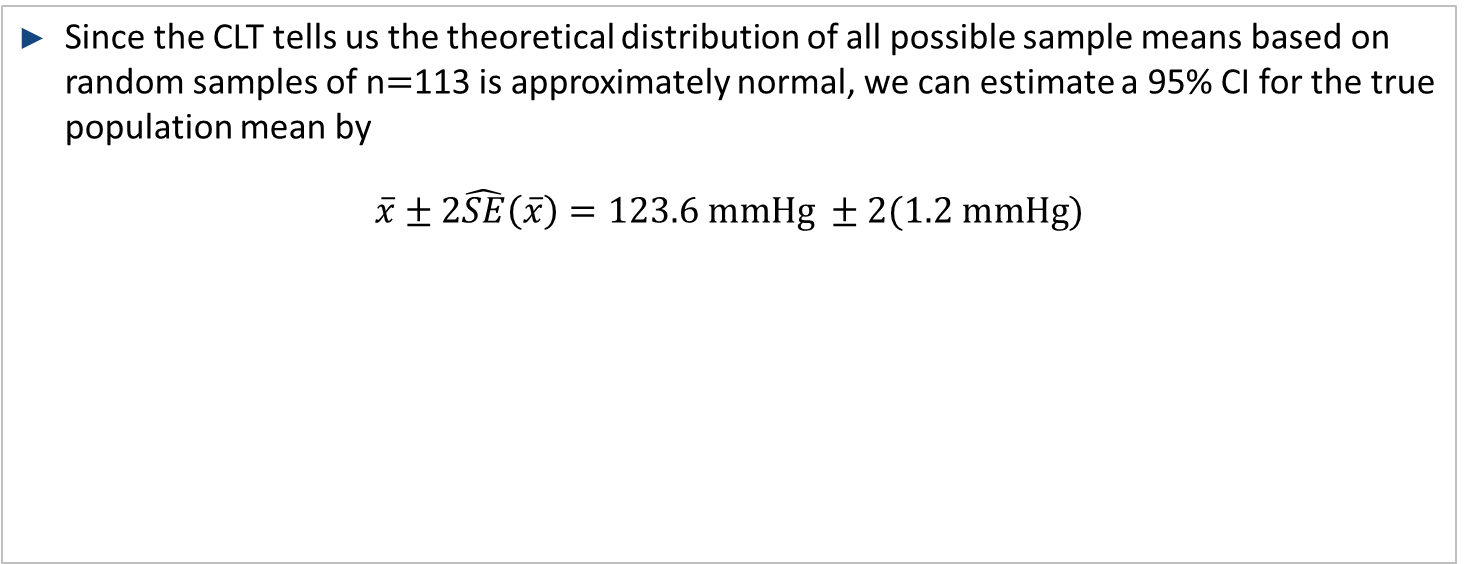 ► Since the CLT tells us the theoretical distribution of all possible sample means based on
random samples of n=113 is approximately normal, we can estimate a 95% CI for the true
population mean by
x̄ ± 2ŜE(x̄) = 123.6 mmHg ± 2(1.2 mmHg)